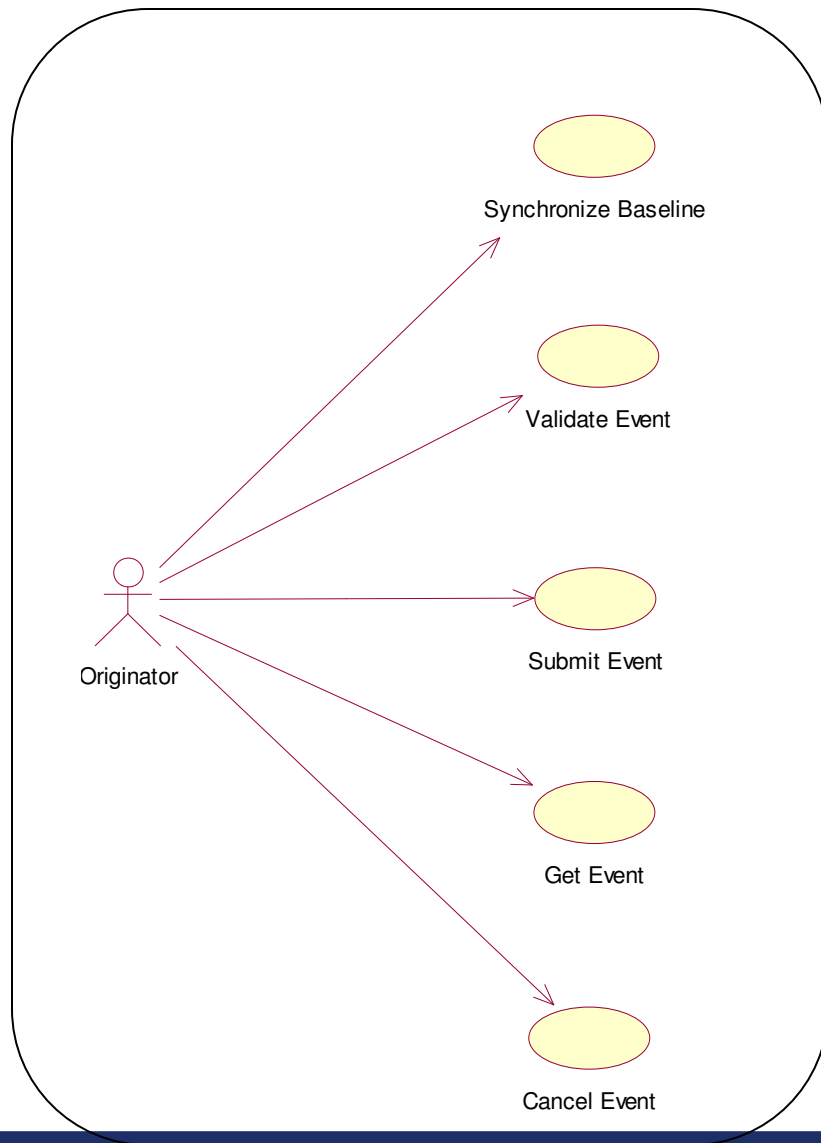 Synchronize Baseline
Validate Event
Originator
Submit Event
Get Event
Cancel Event